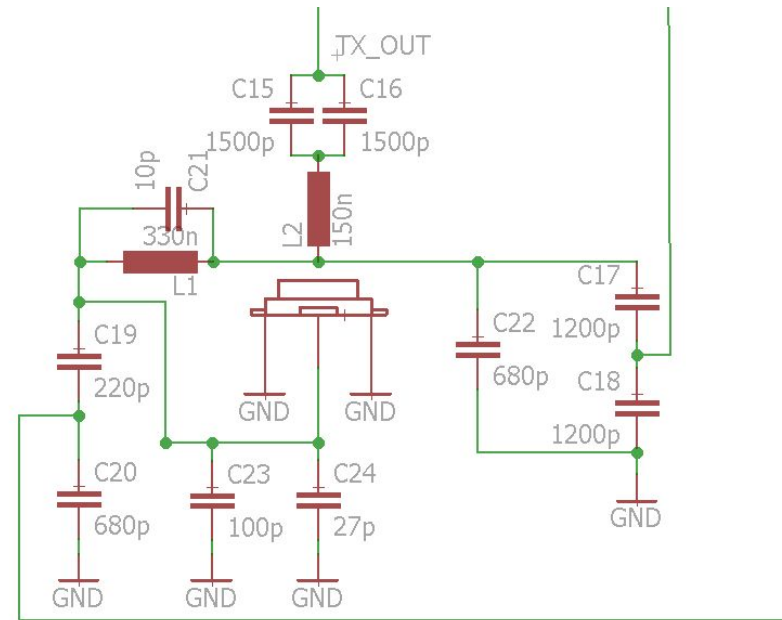 TX_OUT
C15
C16
1500p
1500p
10p
C21
330n
L1
L2
150n
C17
1200p
C22
680p
C18
1200p
C19
220p
GND
GND
C20
680p
C23
100p
C24
27p
GND
GND
GND
GND